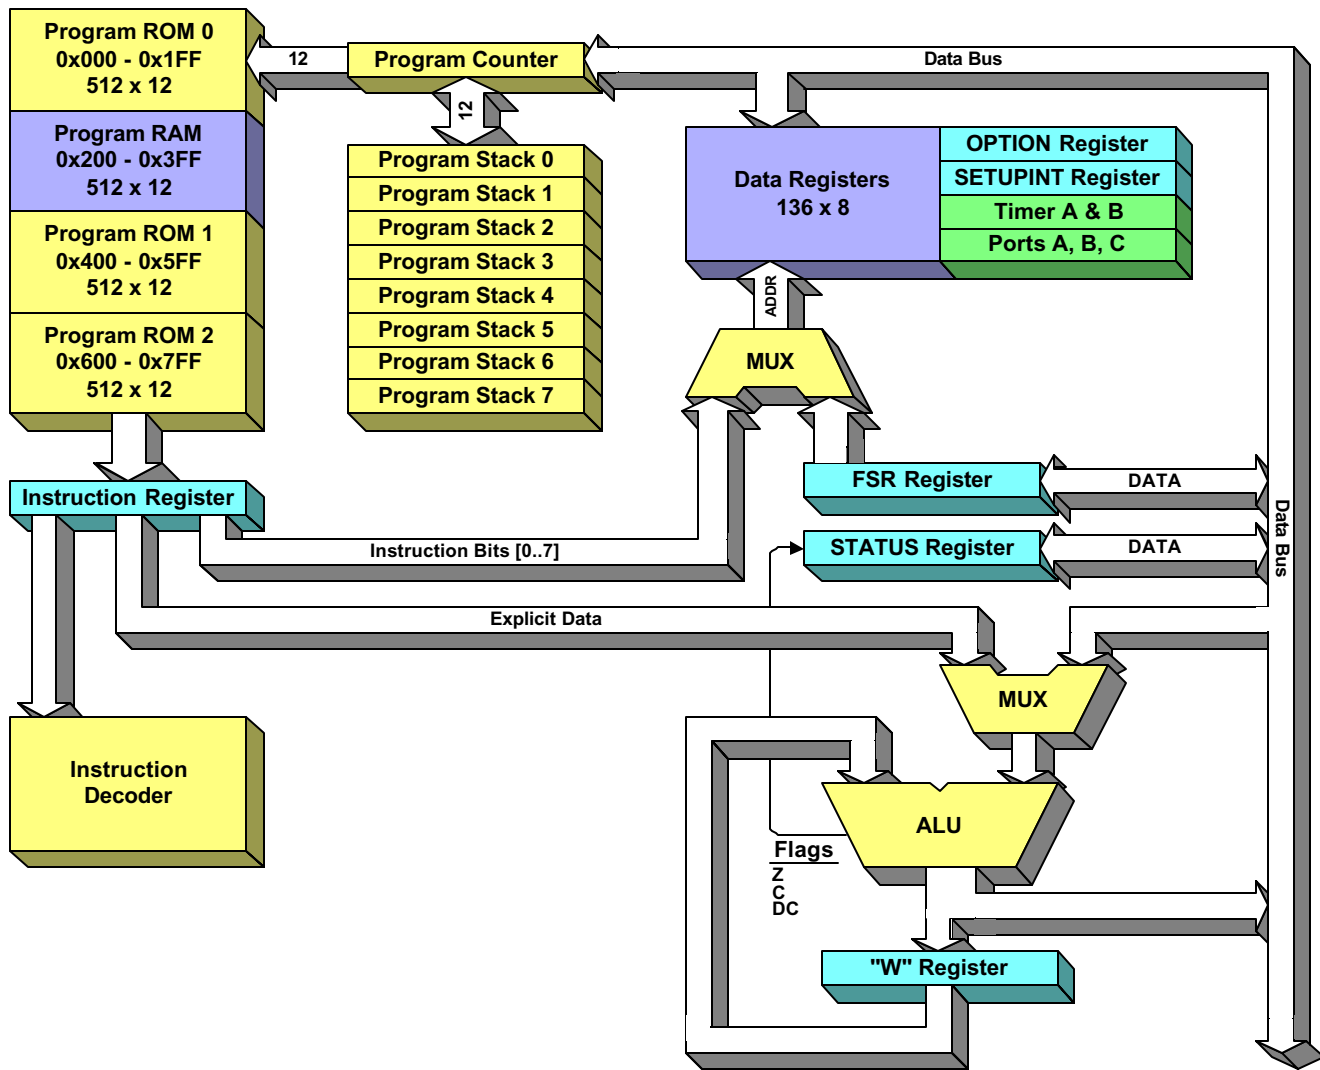 Program ROM 0
0x000 - 0x1FF
512 x 12
Program RAM
0x200 - 0x3FF
512 x 12
Program ROM 1
0x400 - 0x5FF
512 x 12
Program ROM 2
0x600 - 0x7FF
512 x 12
12
Program Counter
12
Data Bus
Program Stack 0
Program Stack 1
Program Stack 2
Program Stack 3
Program Stack 4
Program Stack 5
Program Stack 6
Program Stack 7
Data Registers
136 x 8
OPTION Register
SETUPINT Register
Timer A & B
Ports A, B, C
ADDR
MUX
Instruction Register
FSR Register
DATA
STATUS Register
DATA
Data Bus
Instruction Bits [0..7]
Explicit Data
MUX
Instruction
Decoder
ALU
Flags
Z
C
DC
"W" Register